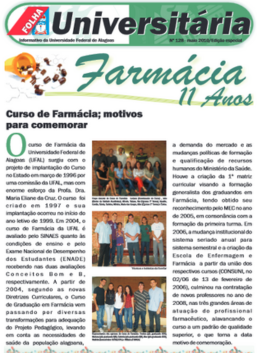 FOLHA
Universitária
Informativo da Universidade Federal de Alagoas
Farmácia
11 Anos
Curso de Farmácia; motivos
para comemorar
O curso de Farmácia da
Universidade Federal de
Alagoas (UFAL) surgiu com o
projeto de implantação do Curso
no Estado em março de 1996 por
uma comissão da UFAL, mas com
enorme esforço da Profa. Dra.
Maria Eliane da Cruz. O curso foi
criado em 1997 e sua
implantação ocorreu no início do
ano letivo de 1999. Em 2004, o
curso de Farmácia da UFAL é
avaliado pelo SINAES quanto às
condições de ensino e pelo
Exame Nacional de Desempenho
dos Estudantes (ENADE)
recebendo nas duas avaliações
Conceitos Bom e B,
respectivamente. A partir de
2004, segundo as novas
Diretrizes Curriculares, o Curso
de Graduação em Farmácia vem
passando por diversas
transformações para adequação
do Projeto Pedagógico, levando
em conta as necessidades de
saúde da população alagoana,
a demanda do mercado e as
mudanças políticas de formação
e qualificação de recursos
humanos do Ministério da Saúde.
Houve a criação da 1ª matriz
curricular visando a formação
generalista dos graduandos em
Farmácia, tendo obtido seu
reconhecimento pelo MEC no ano
de 2005, em consonância com a
formação da primeira turma. Em
2006, a mudança institucional do
sistema seriado anual para
sistema semestral e a criação da
Escola de Enfermagem e
Farmácia a partir da união dos
respectivos cursos (CONSUNI, no
02/06 de 13 de fevereiro de
2006), culminou na contratação
de novos professores no ano de
2008, nas três grandes áreas de
atuação do profissional
farmacêutico, alavancando o
curso a um padrão de qualidade
superior, o que torna a data
motivo de comemoração.